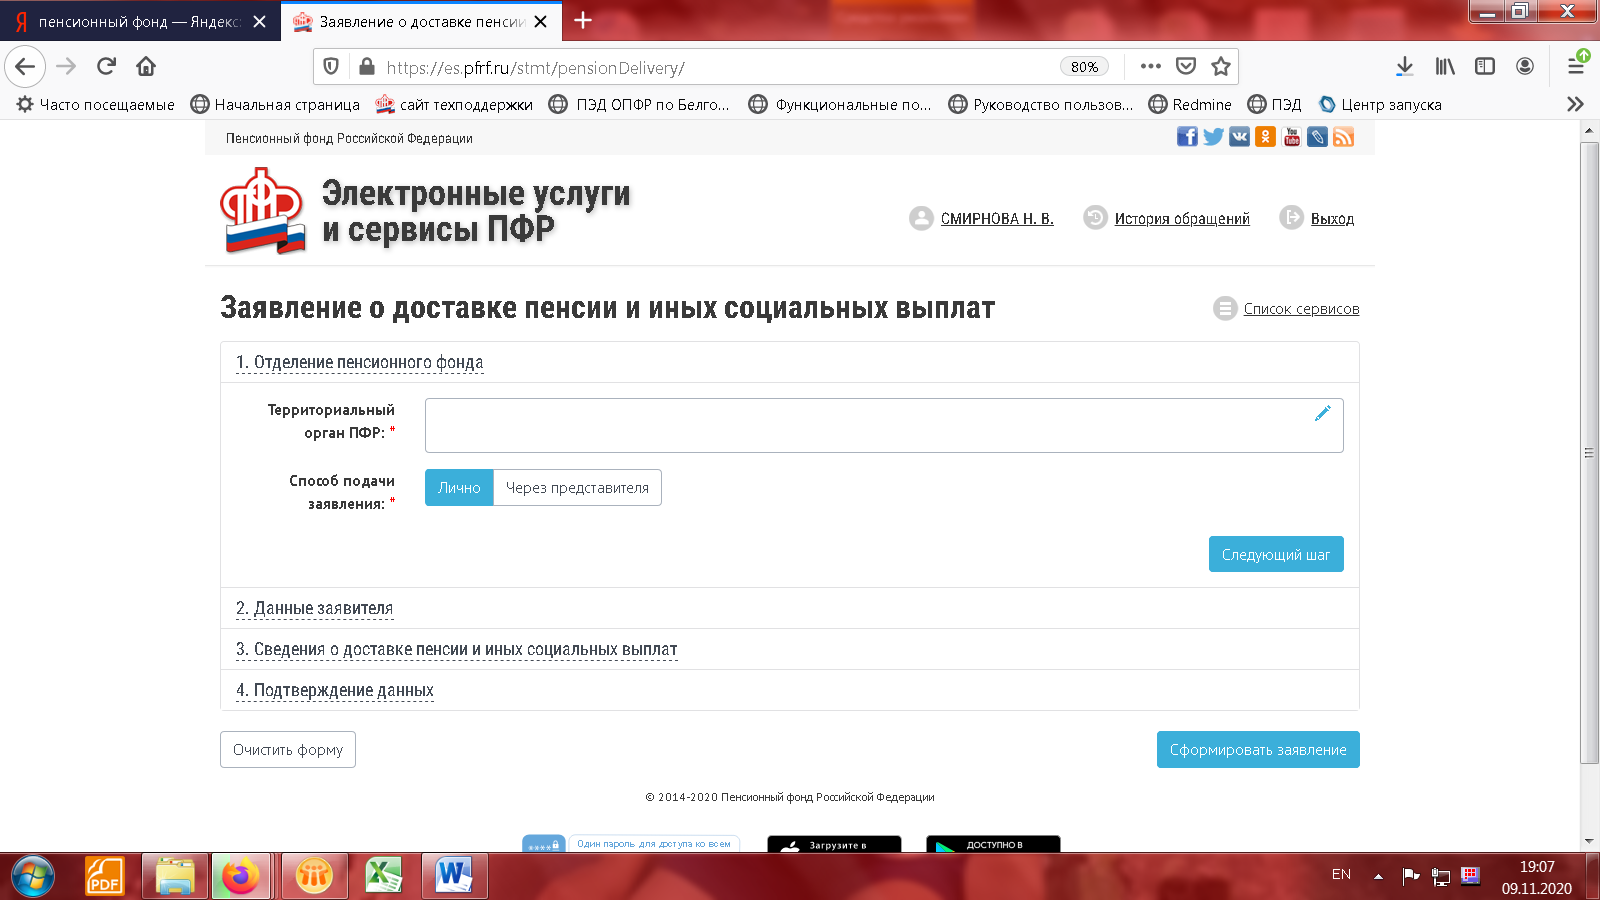 пенсионный фонд — Яндекс:
Заявление о доставке пенсии
https://es.pfrf.ru/stmt/pensionDelivery/
80%
Часто посещаемые
Начальная страница
сайт техподдержки
ПЭД ОПФР по Белго...
Функциональные по...
Руководство пользов...
Redmine
ПЭД
Центр запуска
Пенсионный фонд Российской Федерации
Электронные услуги
и сервисы ПФР
СМИРНОВА Н. В.
История обращений
Выход
Заявление о доставке пенсии и иных социальных выплат
Список сервисов
1. Отделение пенсионного фонда
Территориальный
орган ПФР: *
Способ подачи
заявления: *
Лично
Через представителя
Следующий шаг
2. Данные заявителя
3. Сведения о доставке пенсии и иных социальных выплат
4. Подтверждение данных
Очистить форму
Сформировать заявление
© 2014-2020 Пенсионный фонд Российской Федерации
Один пароль для доступа ко всем
Загрузите в
ДОСТУПНО В
PDF
EN
19:07
09.11.2020